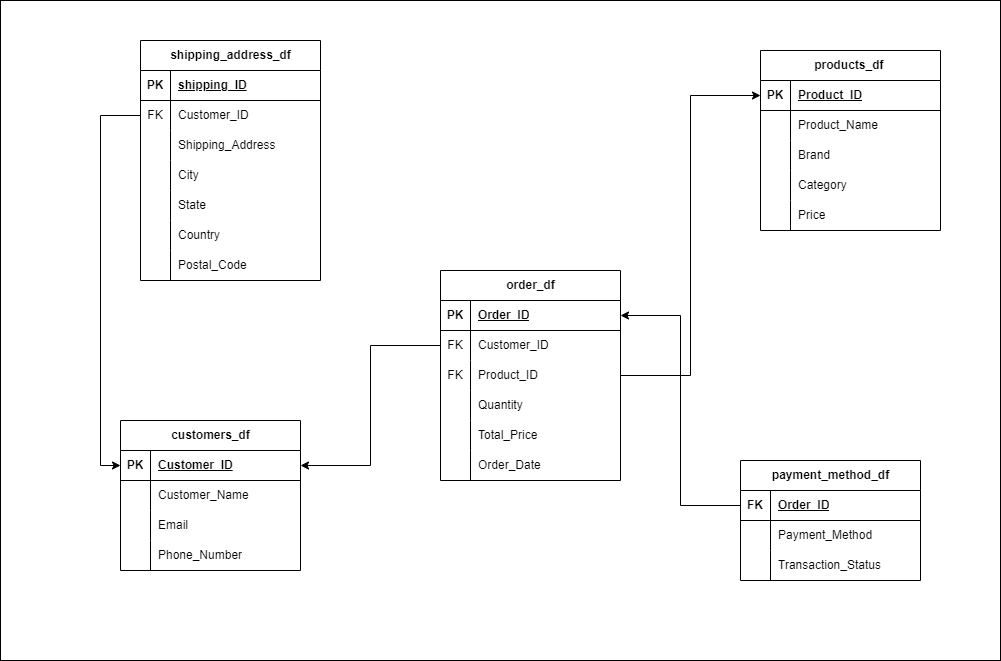 shipping_address_df
PK shipping_ID
FK Customer_ID
Shipping_Address
City
State
Country
Postal_Code
products_df
PK Product_ID
Product_Name
Brand
Category
Price
order_df
PK Order_ID
FK Customer_ID
FK Product_ID
Quantity
Total_Price
Order_Date
customers_df
PK Customer_ID
Customer_Name
Email
Phone_Number
payment_method_df
FK Order_ID
Payment_Method
Transaction_Status